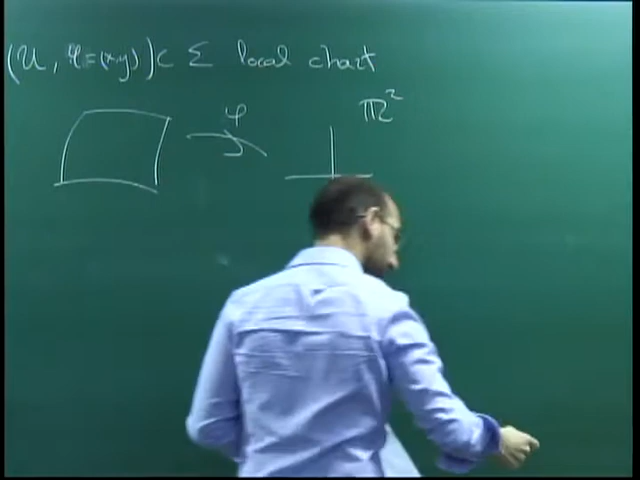 (U, φ=(x,y)) ⊂ Σ local chart
φ
ℝ²